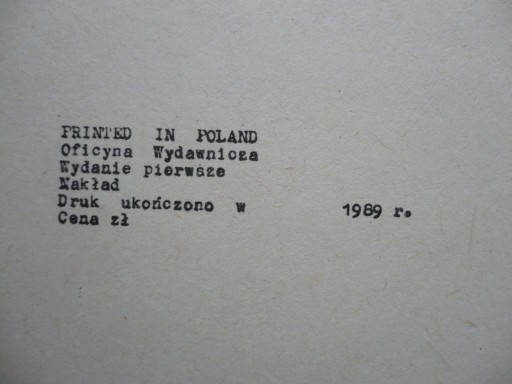 PRINTED IN POLAND
Oficyna Wydawnicza
Wydanie pierwsze
Nakład
Druk ukończono w 1989 r.
Cena zł